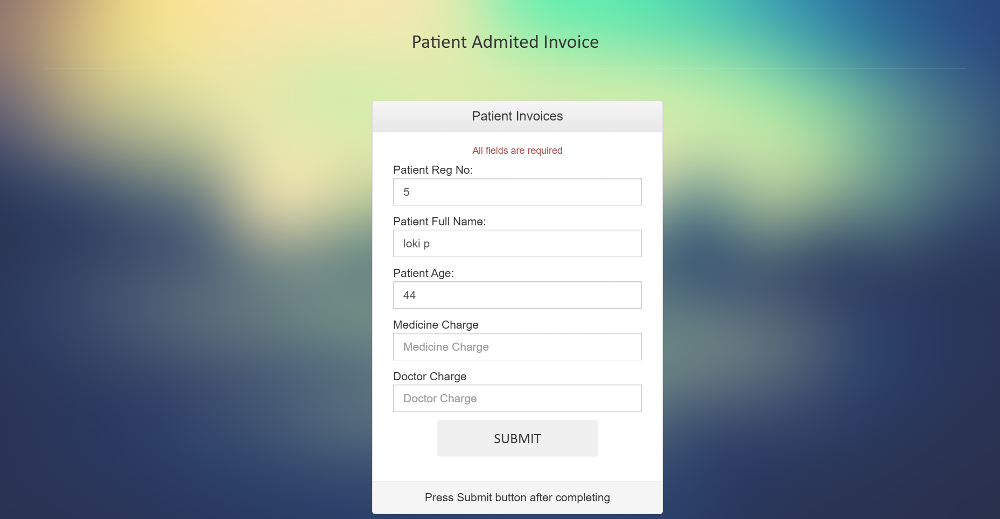 Patient Admited Invoice
Patient Invoices
All fields are required
Patient Reg No:
5
Patient Full Name:
loki p
Patient Age:
44
Medicine Charge
Medicine Charge
Doctor Charge
Doctor Charge
SUBMIT
Press Submit button after completing